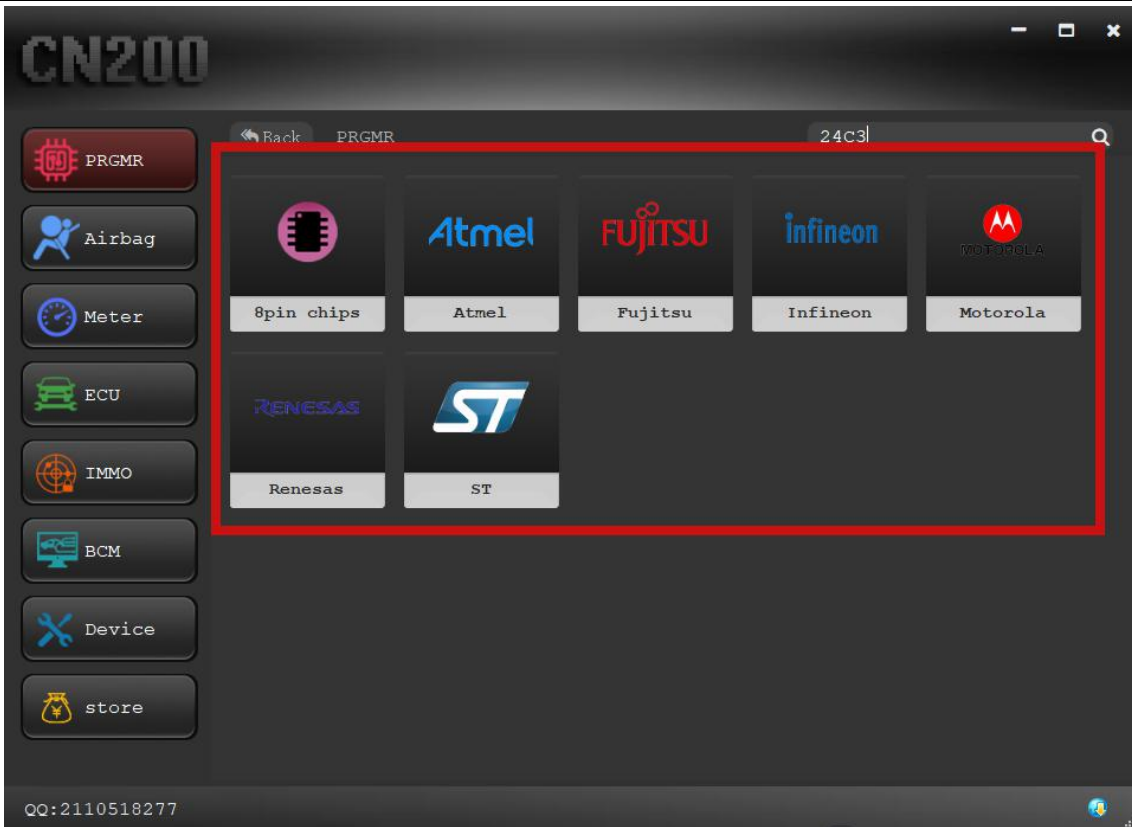 CN200
Back PRGMR 24C3
PRGMR
Airbag
Meter
ECU
IMMO
BCM
Device
store
Atmel FUJITSU infineon MOTOROLA
8pin chips Atmel Fujitsu Infineon Motorola
RENESAS ST
Renesas ST
QQ:2110518277